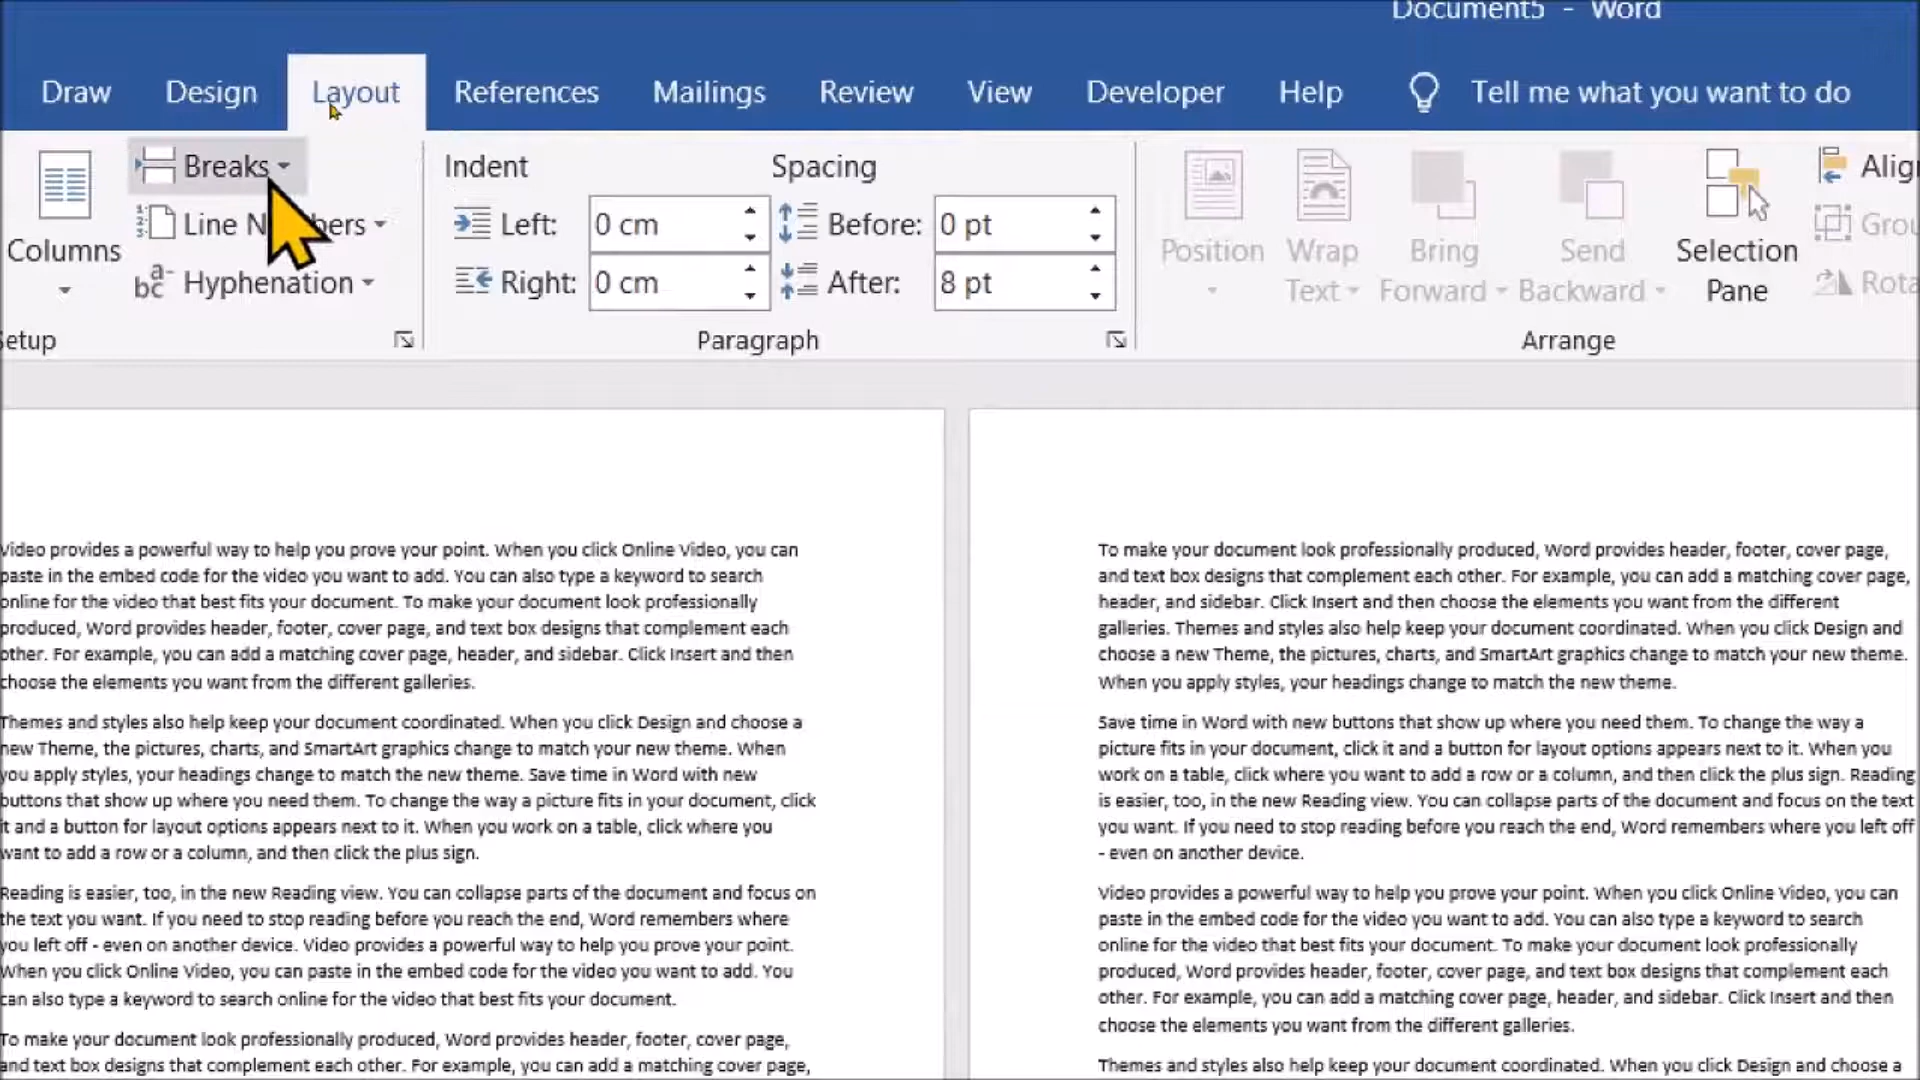 Document5 - Word
Draw Design Layout References Mailings Review View Developer Help Tell me what you want to do
Breaks
Line Numbers
Hyphenation
Columns
Indent
Left: 0 cm
Right: 0 cm
Spacing
Before: 0 pt
After: 8 pt
Paragraph
Position
Wrap
Text
Bring
Forward
Send
Backward
Selection
Pane
Arrange
Video provides a powerful way to help you prove your point. When you click Online Video, you can
paste in the embed code for the video you want to add. You can also type a keyword to search
online for the video that best fits your document. To make your document look professionally
produced, Word provides header, footer, cover page, and text box designs that complement each
other. For example, you can add a matching cover page, header, and sidebar. Click Insert and then
choose the elements you want from the different galleries.
Themes and styles also help keep your document coordinated. When you click Design and choose a
new Theme, the pictures, charts, and SmartArt graphics change to match your new theme. When
you apply styles, your headings change to match the new theme. Save time in Word with new
buttons that show up where you need them. To change the way a picture fits in your document, click
it and a button for layout options appears next to it. When you work on a table, click where you
want to add a row or a column, and then click the plus sign.
Reading is easier, too, in the new Reading view. You can collapse parts of the document and focus on
the text you want. If you need to stop reading before you reach the end, Word remembers where
you left off - even on another device. Video provides a powerful way to help you prove your point.
When you click Online Video, you can paste in the embed code for the video you want to add. You
can also type a keyword to search online for the video that best fits your document.
To make your document look professionally produced, Word provides header, footer, cover page,
and text box designs that complement each other. For example, you can add a matching cover page,
To make your document look professionally produced, Word provides header, footer, cover page,
and text box designs that complement each other. For example, you can add a matching cover page,
header, and sidebar. Click Insert and then choose the elements you want from the different
galleries. Themes and styles also help keep your document coordinated. When you click Design and
choose a new Theme, the pictures, charts, and SmartArt graphics change to match your new theme.
When you apply styles, your headings change to match the new theme.
Save time in Word with new buttons that show up where you need them. To change the way a
picture fits in your document, click it and a button for layout options appears next to it. When you
work on a table, click where you want to add a row or a column, and then click the plus sign. Reading
is easier, too, in the new Reading view. You can collapse parts of the document and focus on the text
you want. If you need to stop reading before you reach the end, Word remembers where you left off
- even on another device.
Video provides a powerful way to help you prove your point. When you click Online Video, you can
paste in the embed code for the video you want to add. You can also type a keyword to search
online for the video that best fits your document. To make your document look professionally
produced, Word provides header, footer, cover page, and text box designs that complement each
other. For example, you can add a matching cover page, header, and sidebar. Click Insert and then
choose the elements you want from the different galleries.
Themes and styles also help keep your document coordinated. When you click Design and choose a